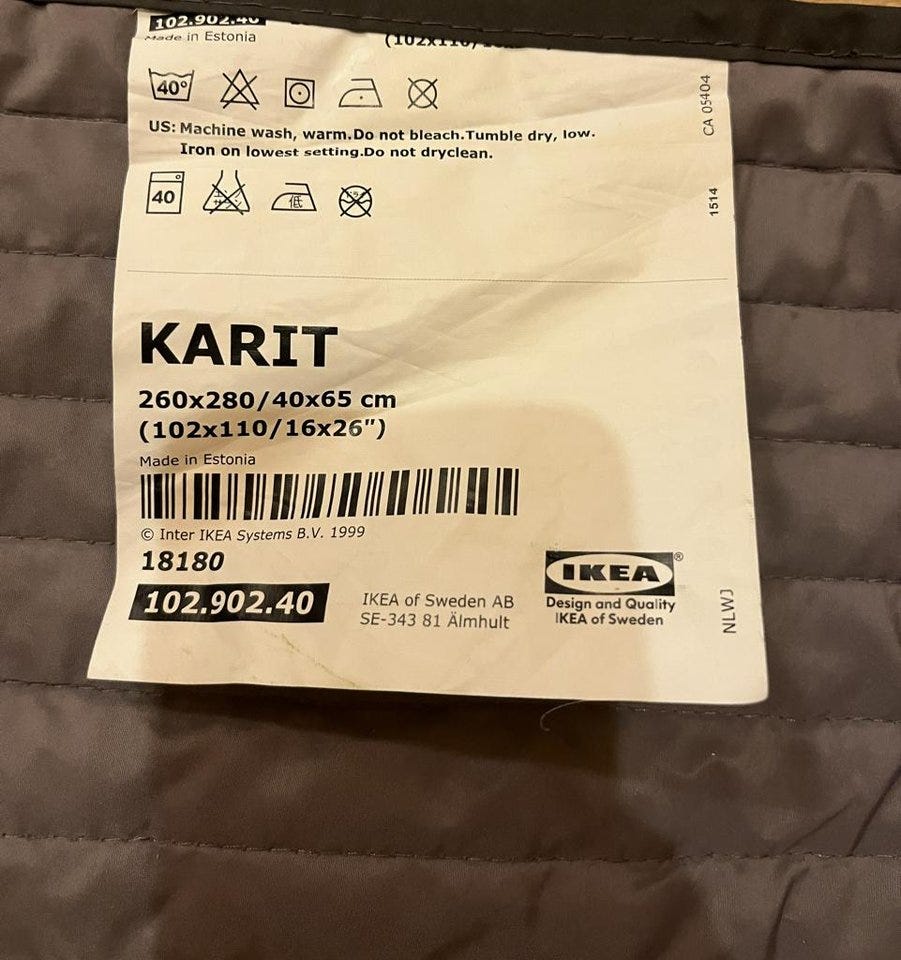 102.902.40
Made in Estonia
40°
US: Machine wash, warm.Do not bleach.Tumble dry, low.
Iron on lowest setting.Do not dryclean.
40
低
CA 05404
1514
KARIT
260x280/40x65 cm
(102x110/16x26")
Made in Estonia
© Inter IKEA Systems B.V. 1999
18180
102.902.40
IKEA of Sweden AB
SE-343 81 Älmhult
IKEA®
Design and Quality
IKEA of Sweden
NLWJ